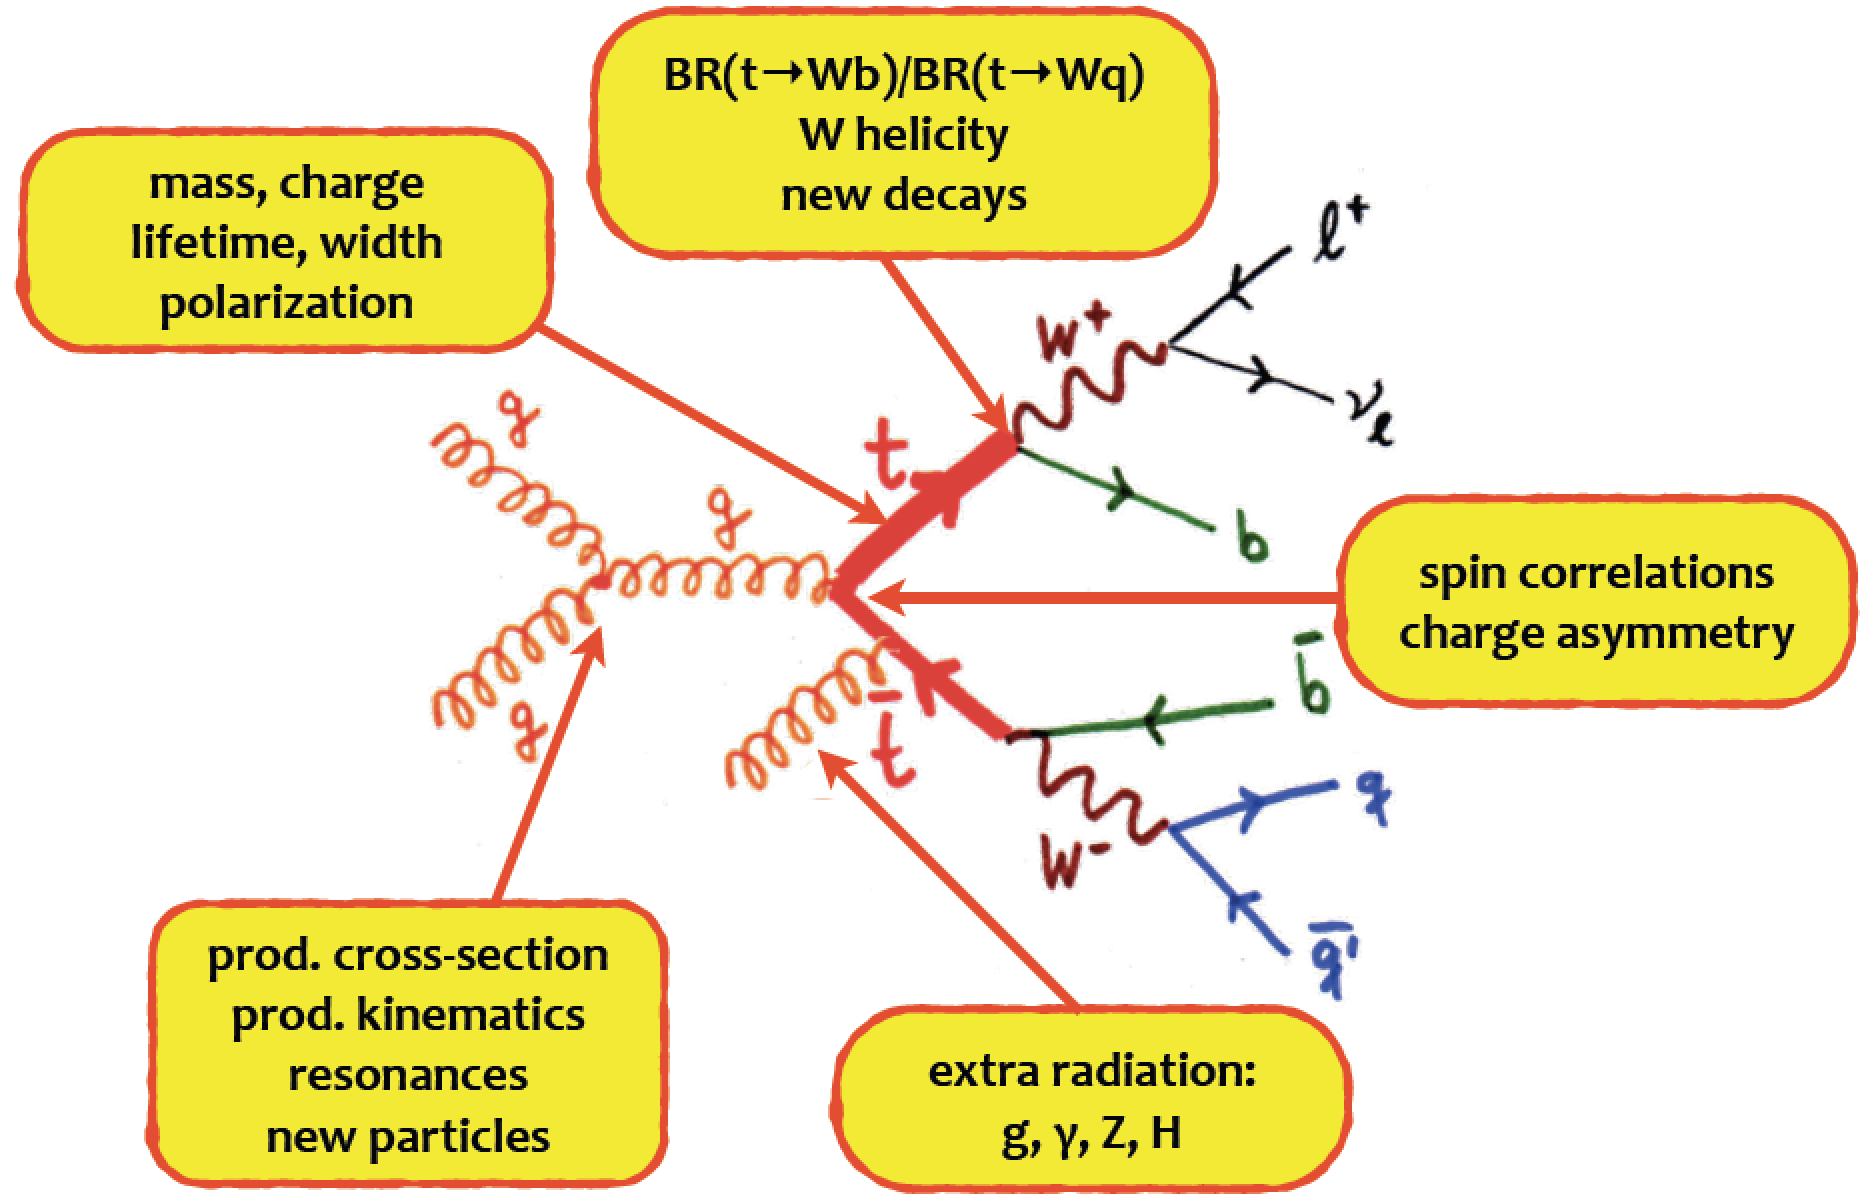 BR(t→Wb)/BR(t→Wq)
W helicity
new decays
mass, charge
lifetime, width
polarization
l⁺
W⁺
νₗ
g
t
g
b
spin correlations
charge asymmetry
b̅
g
t̅
q
W⁻
q̅'
prod. cross-section
prod. kinematics
resonances
new particles
extra radiation:
g, γ, Z, H